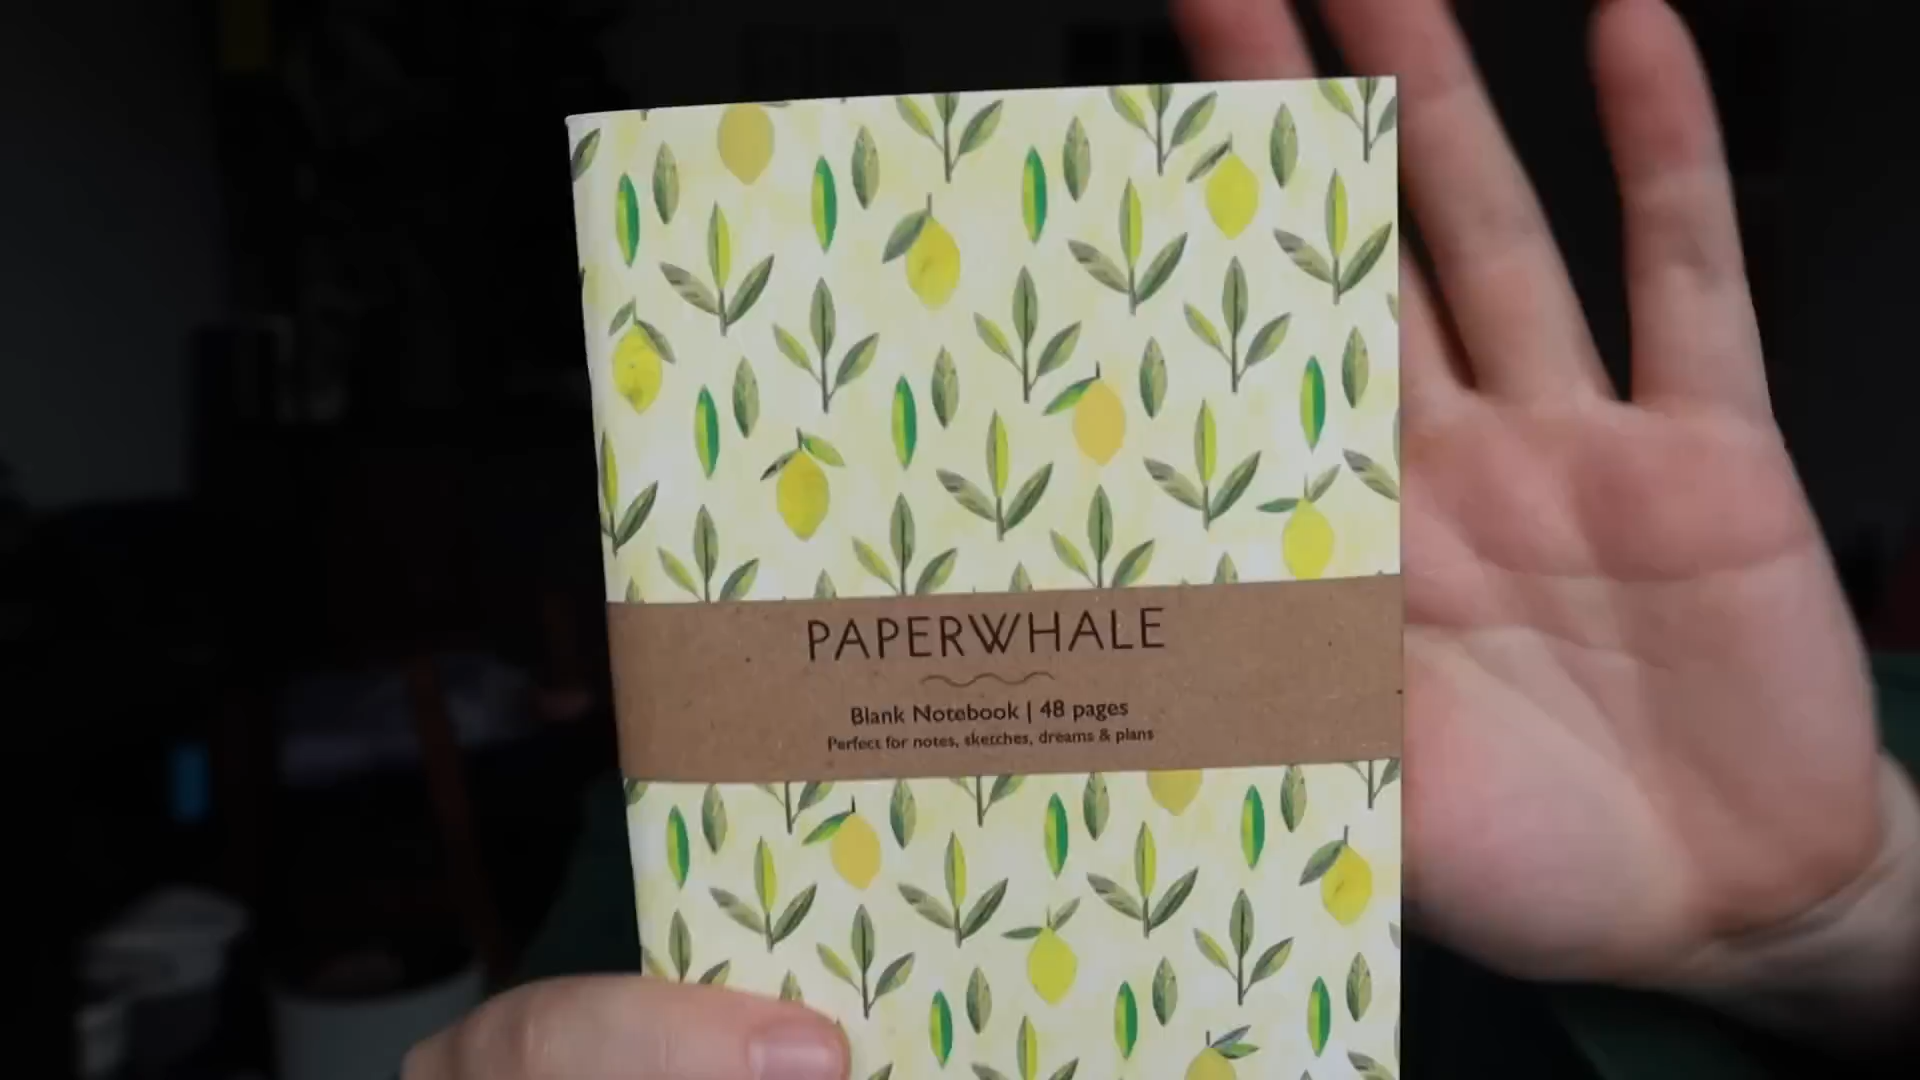 PAPERWHALE
Blank Notebook | 48 pages
Perfect for notes, sketches, dreams & plans